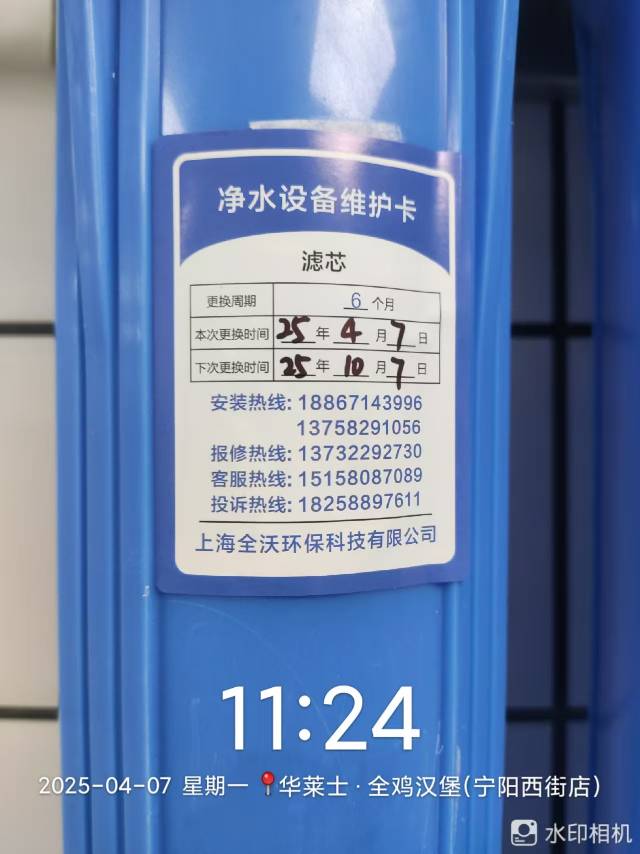 净水设备维护卡
滤芯
更换周期 6 个月
本次更换时间 25 年 4 月 7 日
下次更换时间 25 年 10 月 7 日
安装热线: 18867143996
13758291056
报修热线: 13732292730
客服热线: 15158087089
投诉热线: 18258897611
上海全沃环保科技有限公司
11:24
2025-04-07 星期一 华莱士·全鸡汉堡(宁阳西街店)
水印相机